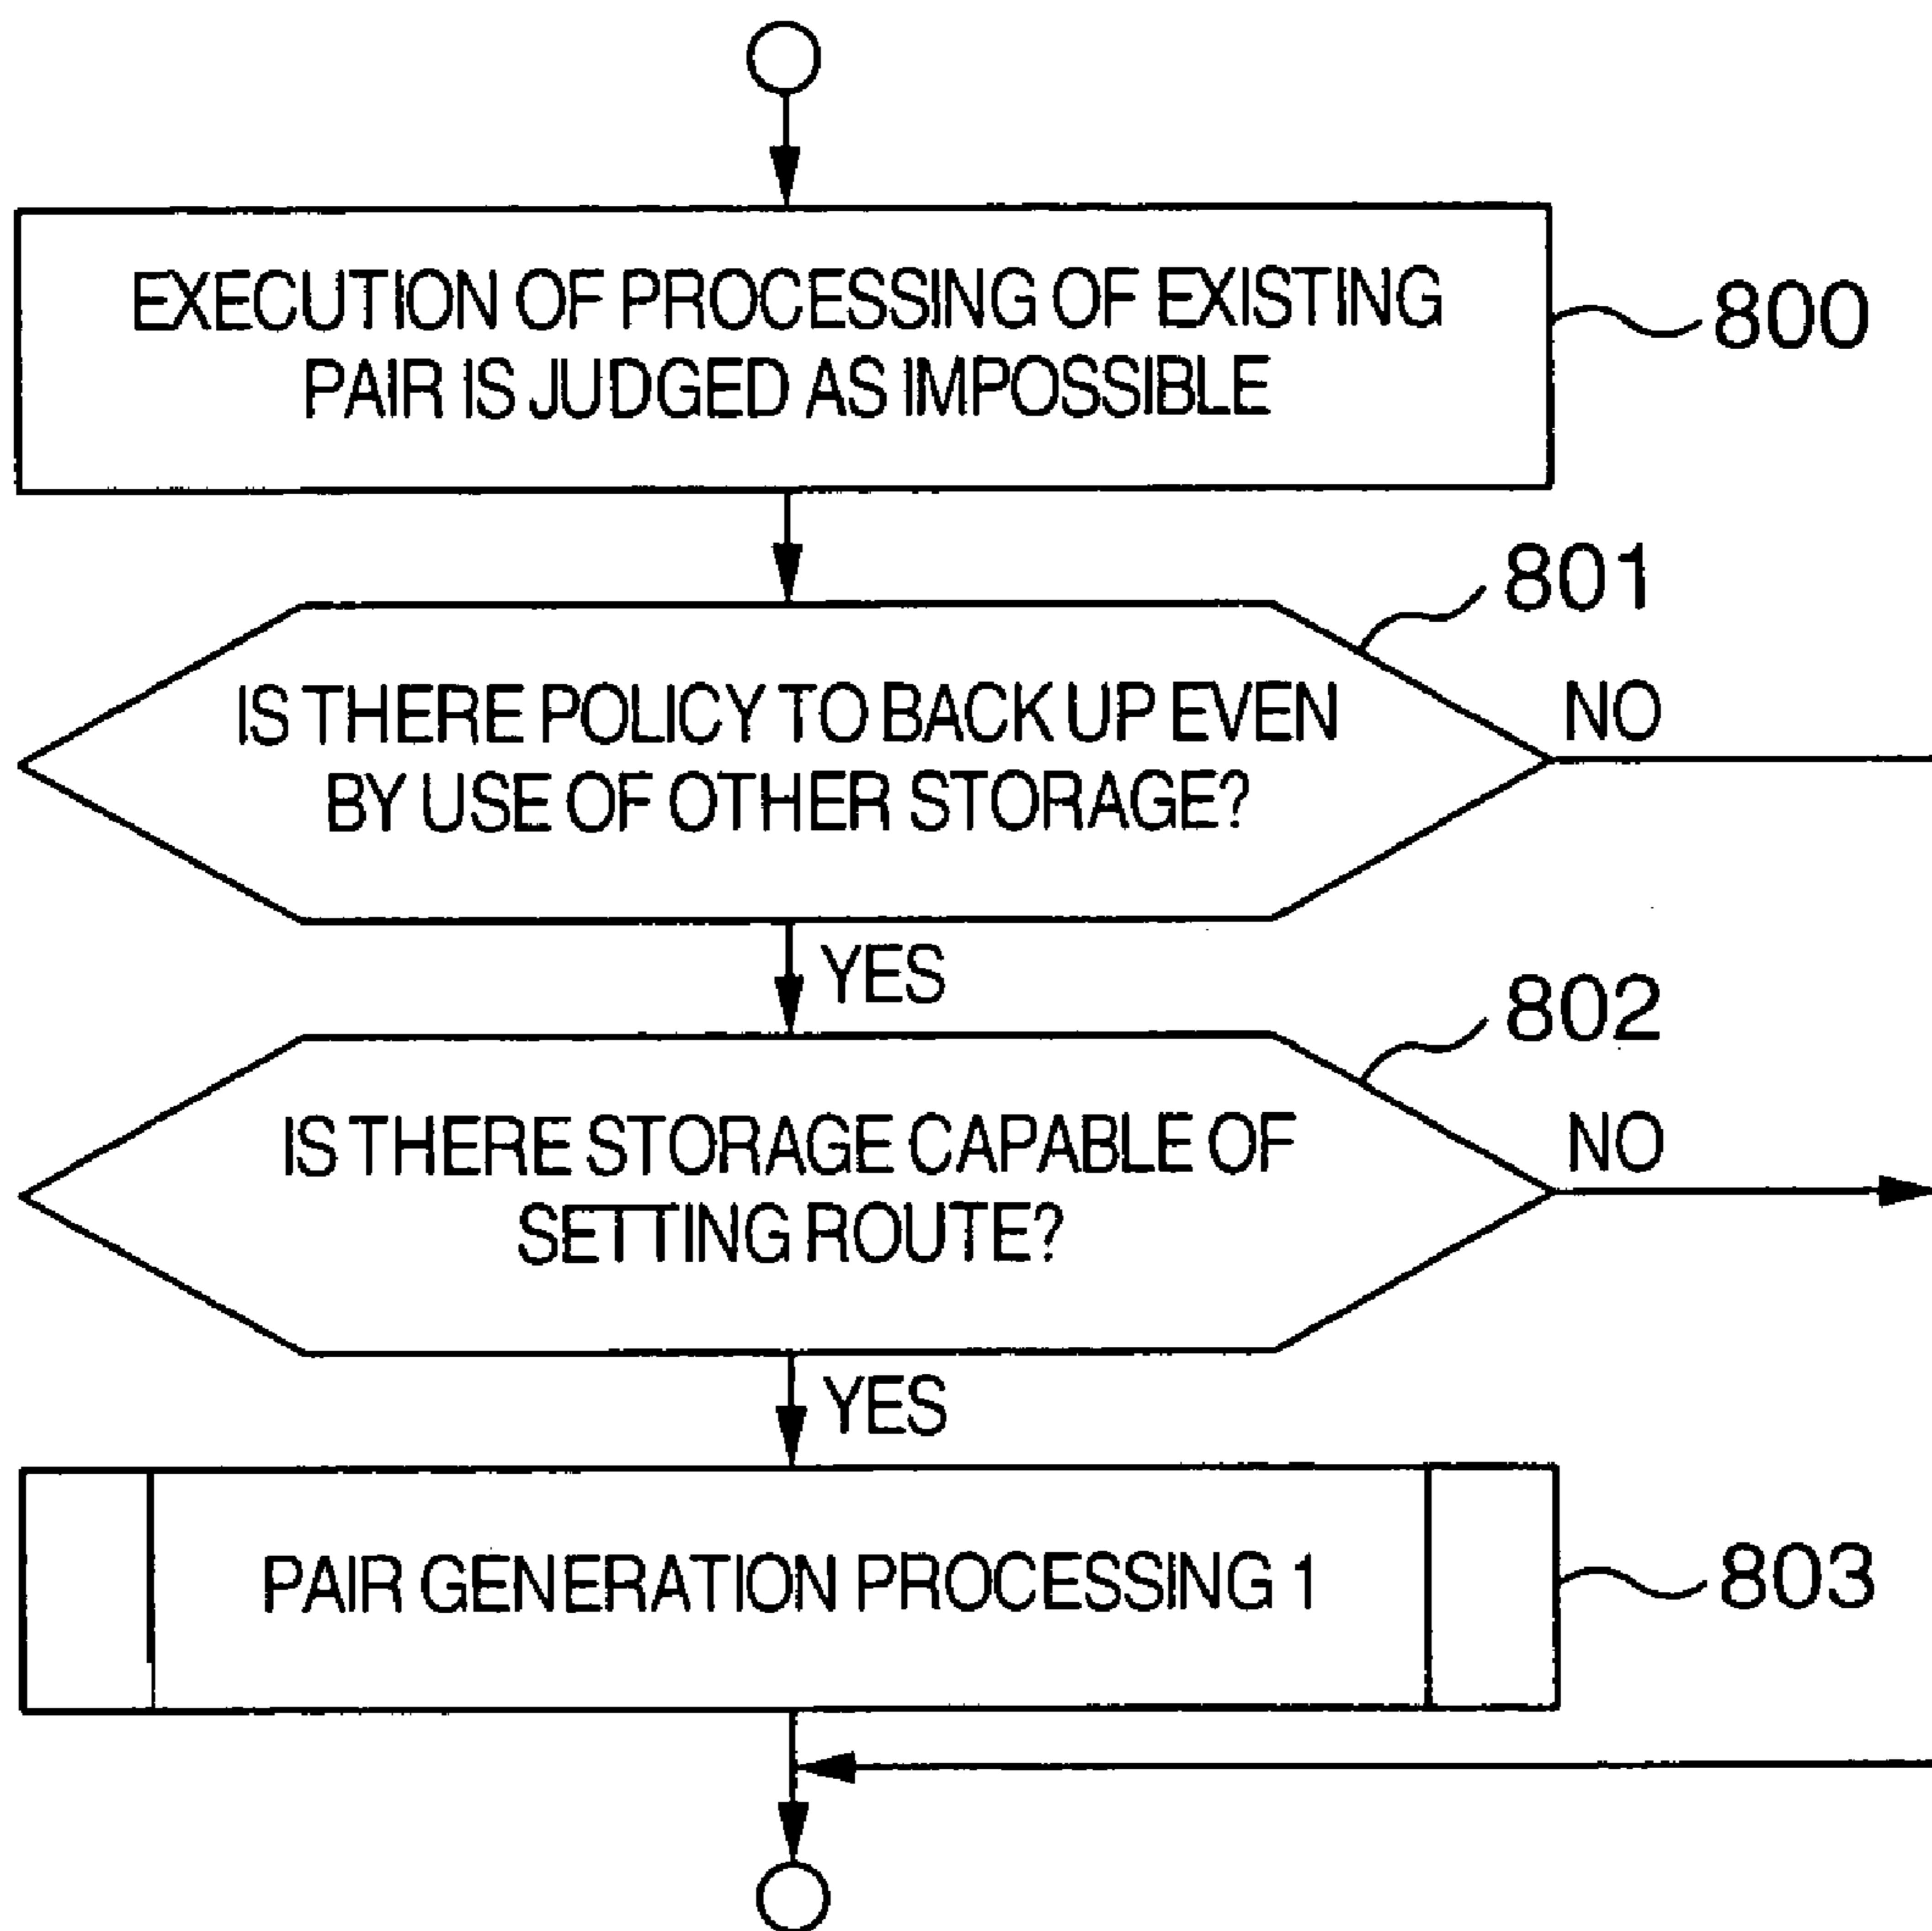 EXECUTION OF PROCESSING OF EXISTING
PAIR IS JUDGED AS IMPOSSIBLE
800
801
IS THERE POLICY TO BACK UP EVEN
BY USE OF OTHER STORAGE?
NO
YES
802
IS THERE STORAGE CAPABLE OF
SETTING ROUTE?
NO
YES
PAIR GENERATION PROCESSING 1
803